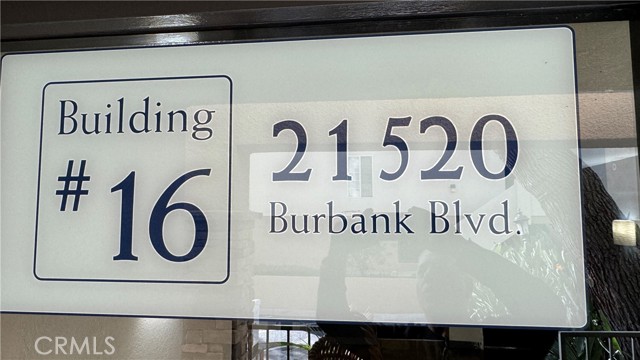 Building
# 16
21520
Burbank Blvd.
CRMLS